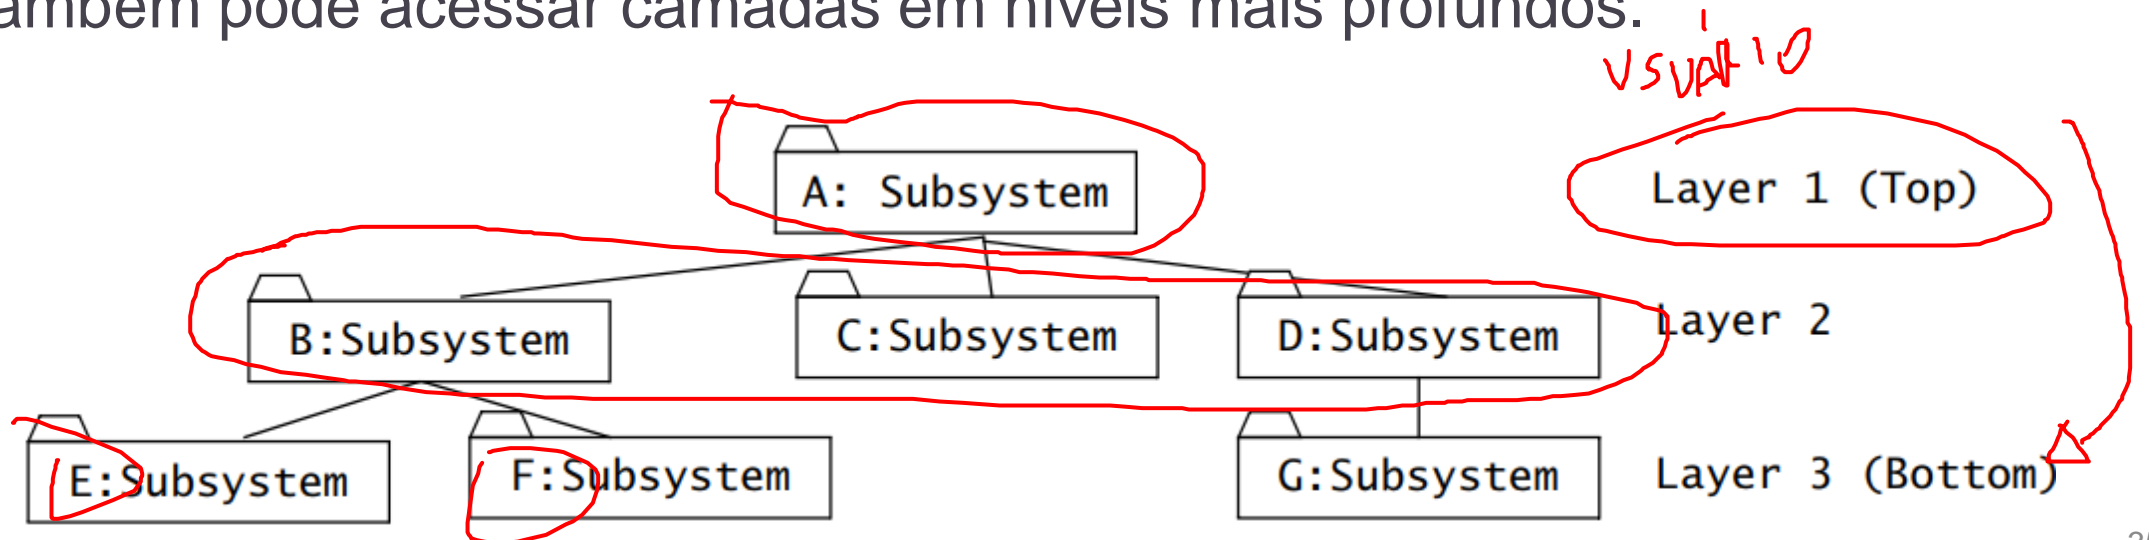 ambém pode acessar camadas em níveis mais profundos.
USUÁRIO
A: Subsystem
Layer 1 (Top)
B:Subsystem
C:Subsystem
D:Subsystem
Layer 2
E:Subsystem
F:Subsystem
G:Subsystem
Layer 3 (Bottom)